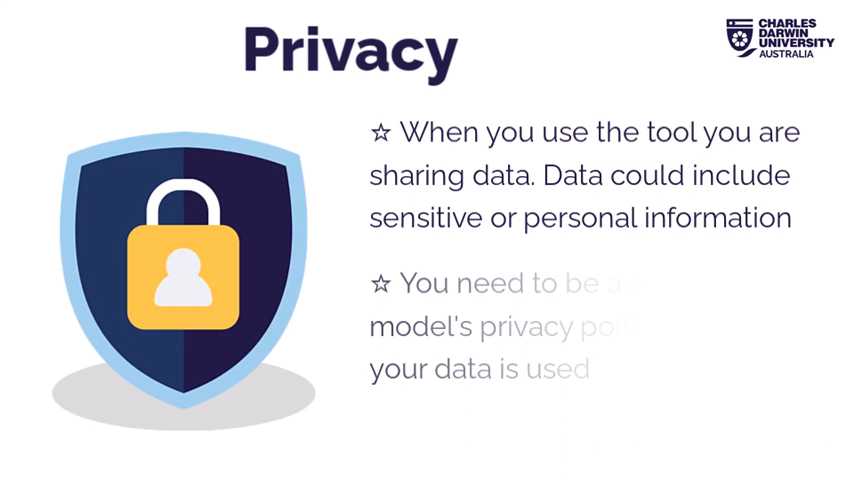 Privacy
CHARLES
DARWIN
UNIVERSITY
AUSTRALIA
☆ When you use the tool you are
sharing data. Data could include
sensitive or personal information
☆ You need to be
model's privacy
your data is used